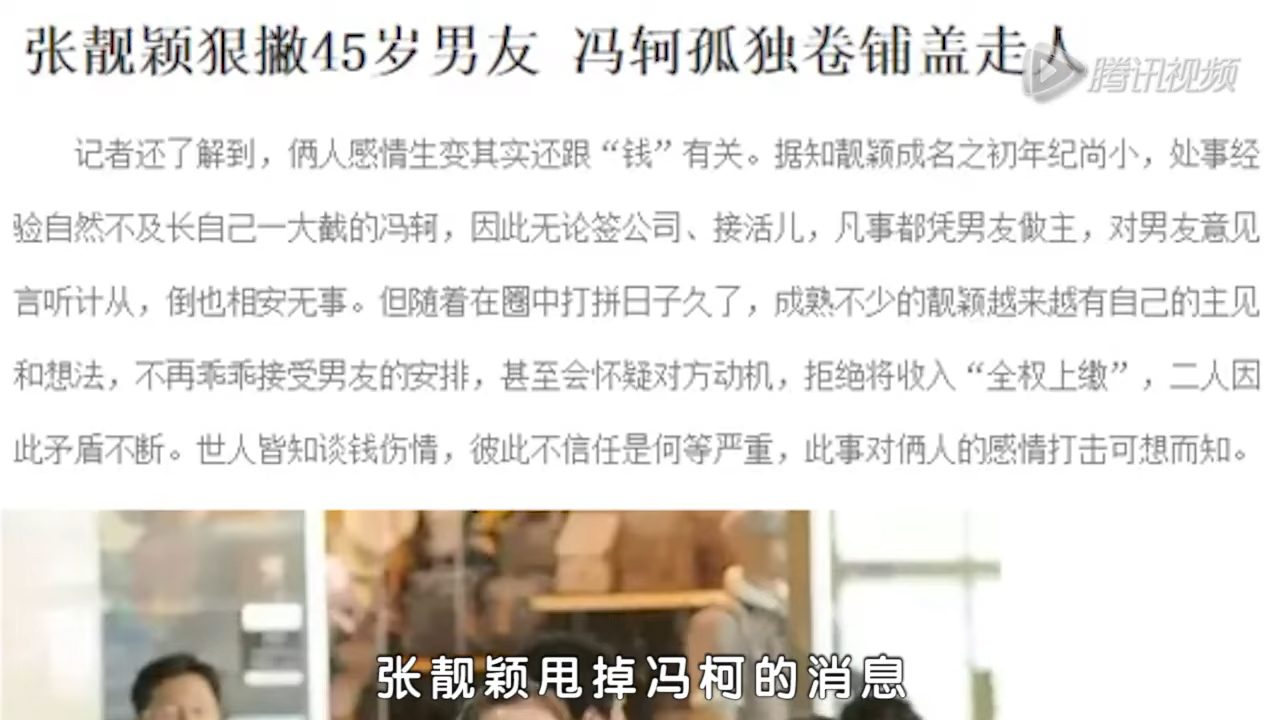 张靓颖狠撇45岁男友 冯轲孤独卷铺盖走人
腾讯视频
记者还了解到，俩人感情生变其实还跟“钱”有关。据知靓颖成名之初年纪尚小，处事经
验自然不及长自己一大截的冯轲，因此无论签公司、接活儿，凡事都凭男友做主，对男友意见
言听计从，倒也相安无事。但随着在圈中打拼日子久了，成熟不少的靓颖越来越有自己的主见
和想法，不再乖乖接受男友的安排，甚至会怀疑对方动机，拒绝将收入“全权上缴”，二人因
此矛盾不断。世人皆知谈钱伤情，彼此不信任是何等严重，此事对俩人的感情打击可想而知。
张靓颖甩掉冯柯的消息